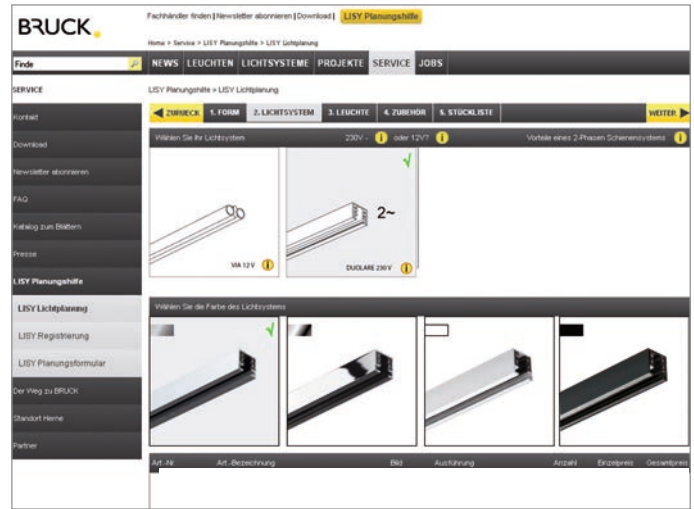 BRUCK
Fachhändler finden | Newsletter abonnieren | Download | LISY Planungshilfe
Home > Service > LISY Planungshilfe > LISY Lichtplanung
Finde
NEWS LEUCHTEN LICHTSYSTEME PROJEKTE SERVICE JOBS
SERVICE
Kontakt
Download
Newsletter abonnieren
FAQ
Katalog zum Blättern
Presse
LISY Planungshilfe
LISY Lichtplanung
LISY Registrierung
LISY Planungsformular
Der Weg zu BRUCK
Standort Herne
Partner
LISY Planungshilfe > LISY Lichtplanung
ZURUECK 1. FORM 2. LICHTSYSTEM 3. LEUCHTE 4. ZUBEHÖR 5. STÜCKLISTE WEITER
Wählen Sie Ihr Lichtsystem 230V ~ i oder 12V? i Vorteile eines 2-Phasen Schienensystems i
2~
VIA 12 V i
DUOLARE 230 V i
Wählen Sie die Farbe des Lichtsystems
Art.-Nr Art.-Bezeichnung Bild Ausführung Anzahl Einzelpreis Gesamtpreis